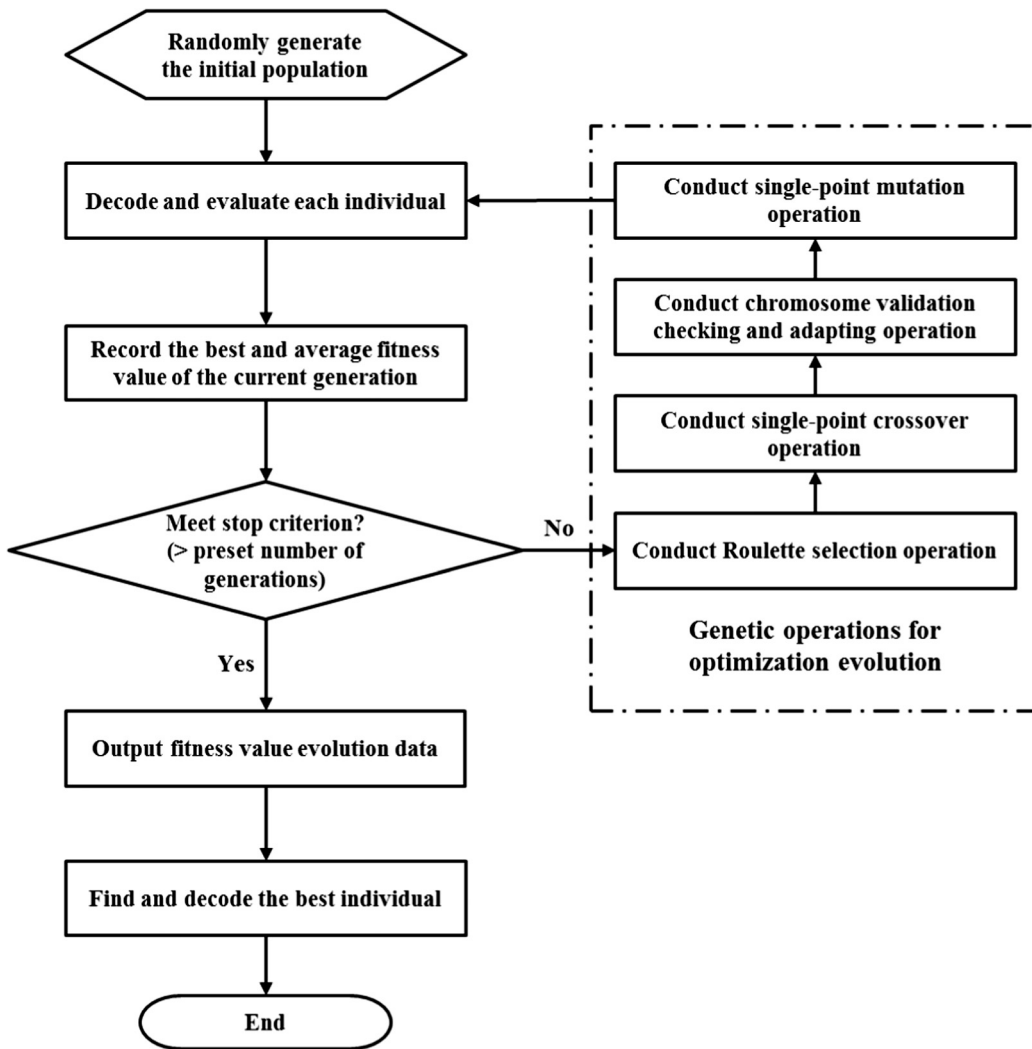 Randomly generate
the initial population
Decode and evaluate each individual
Record the best and average fitness
value of the current generation
Meet stop criterion?
(> preset number of
generations)
No
Yes
Conduct single-point mutation
operation
Conduct chromosome validation
checking and adapting operation
Conduct single-point crossover
operation
Conduct Roulette selection operation
Genetic operations for
optimization evolution
Output fitness value evolution data
Find and decode the best individual
End